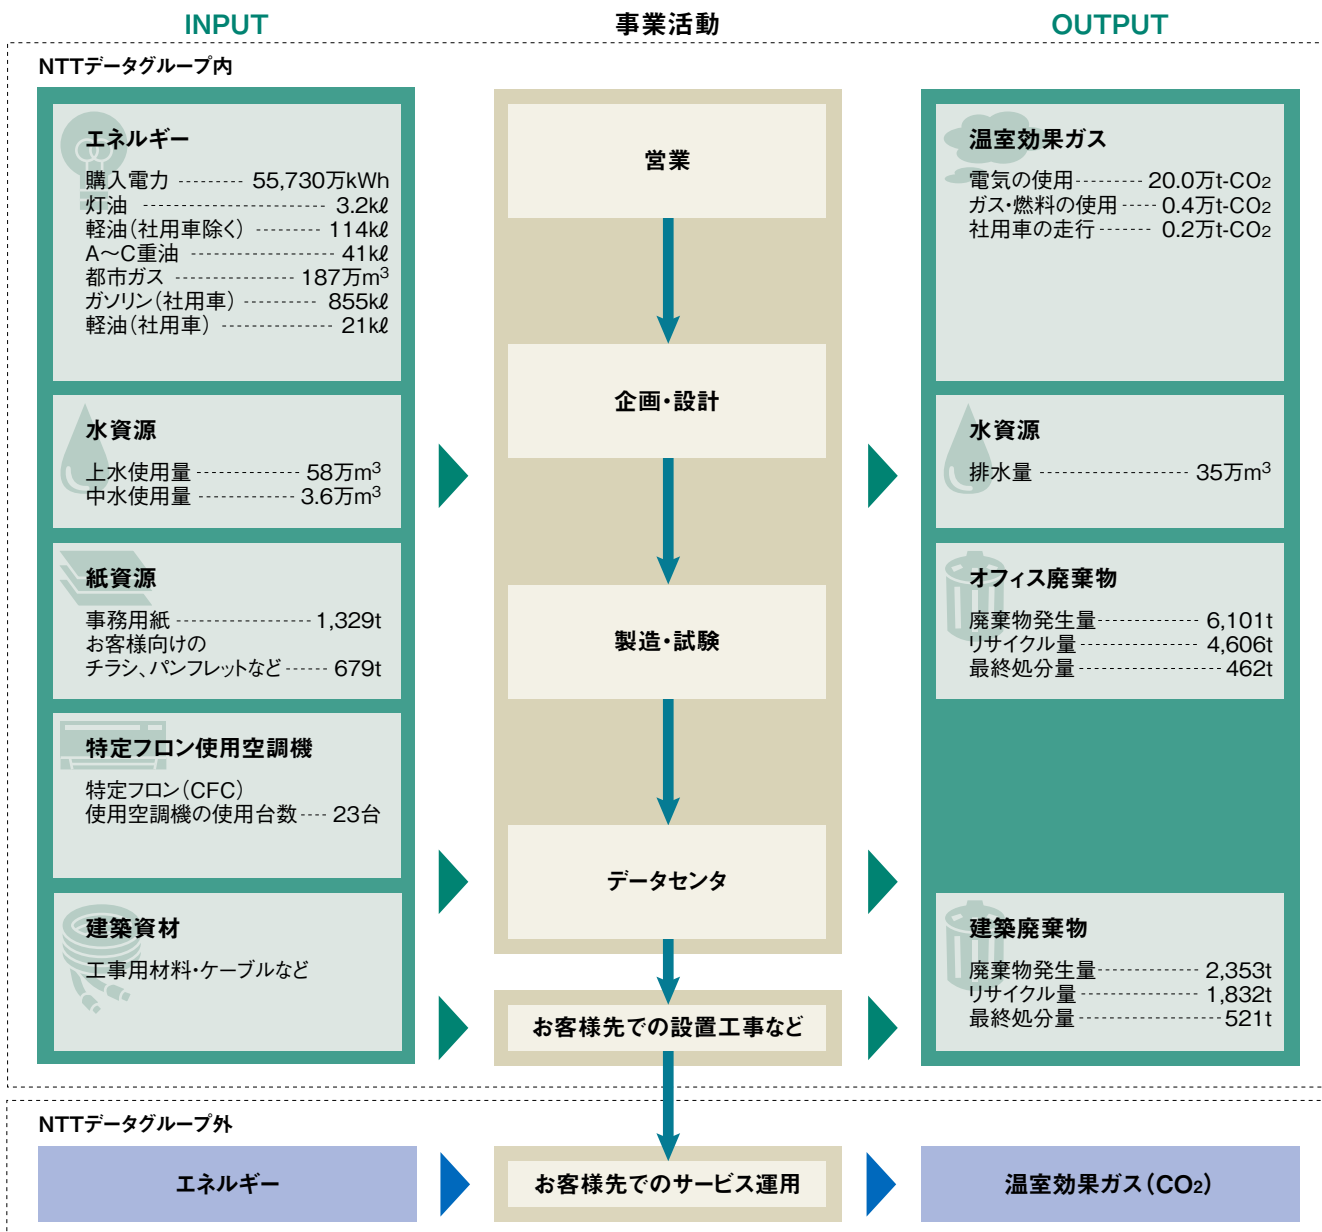 INPUT
事業活動
OUTPUT
NTTデータグループ内
エネルギー
購入電力 --------- 55,730万kWh
灯油 --------------- 3.2kℓ
軽油(社用車除く) -------- 114kℓ
A〜C重油 -------------- 41kℓ
都市ガス --------------- 187万m³
ガソリン(社用車) --------- 855kℓ
軽油(社用車) ------------- 21kℓ
水資源
上水使用量 ------------- 58万m³
中水使用量 ------------ 3.6万m³
紙資源
事務用紙 ----------------- 1,329t
お客様向けの
チラシ、パンフレットなど ------ 679t
特定フロン使用空調機
特定フロン(CFC)
使用空調機の使用台数 ---- 23台
建築資材
工事用材料・ケーブルなど
営業
企画・設計
製造・試験
データセンタ
お客様先での設置工事など
温室効果ガス
電気の使用 --------- 20.0万t-CO2
ガス・燃料の使用 ----- 0.4万t-CO2
社用車の走行 ------- 0.2万t-CO2
水資源
排水量 ------------------ 35万m³
オフィス廃棄物
廃棄物発生量 ------------- 6,101t
リサイクル量 --------------- 4,606t
最終処分量 ---------------- 462t
建築廃棄物
廃棄物発生量 ------------- 2,353t
リサイクル量 --------------- 1,832t
最終処分量 ---------------- 521t
NTTデータグループ外
エネルギー
お客様先でのサービス運用
温室効果ガス(CO2)